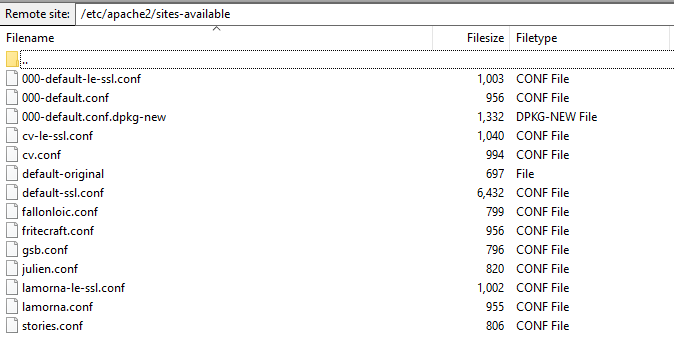 Remote site: /etc/apache2/sites-available
Filename Filesize Filetype
..
000-default-le-ssl.conf 1,003 CONF File
000-default.conf 956 CONF File
000-default.conf.dpkg-new 1,332 DPKG-NEW File
cv-le-ssl.conf 1,040 CONF File
cv.conf 994 CONF File
default-original 697 File
default-ssl.conf 6,432 CONF File
fallonloic.conf 799 CONF File
fritecraft.conf 956 CONF File
gsb.conf 796 CONF File
julien.conf 820 CONF File
lamorna-le-ssl.conf 1,002 CONF File
lamorna.conf 955 CONF File
stories.conf 806 CONF File